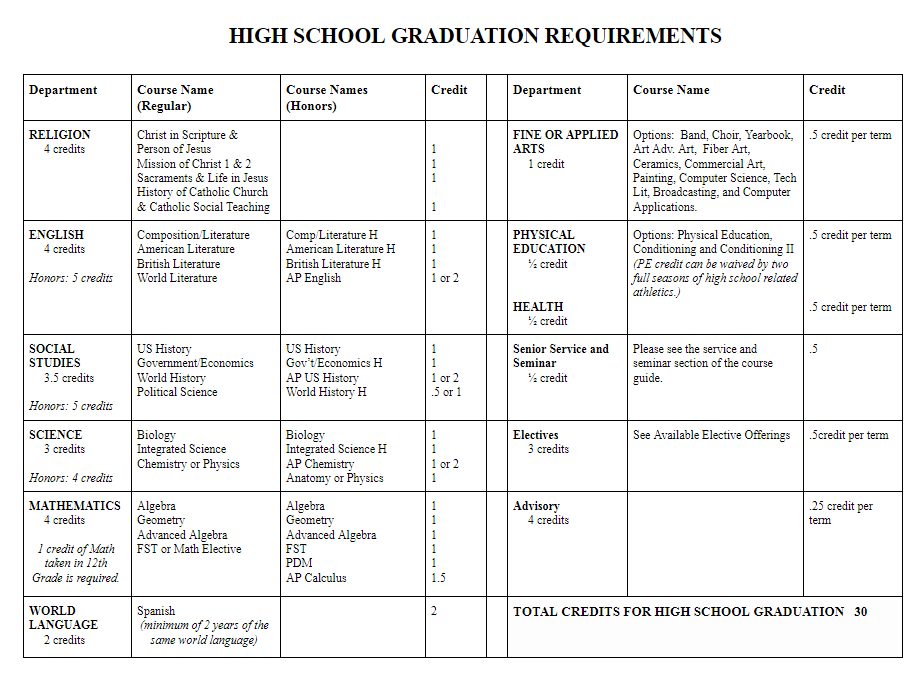 HIGH SCHOOL GRADUATION REQUIREMENTS
Department
Course Name
(Regular)
Course Names
(Honors)
Credit
Department
Course Name
Credit
RELIGION
4 credits
Christ in Scripture &
Person of Jesus
Mission of Christ 1 & 2
Sacraments & Life in Jesus
History of Catholic Church
& Catholic Social Teaching
1
1
1
1
FINE OR APPLIED
ARTS
1 credit
Options: Band, Choir, Yearbook,
Art Adv. Art, Fiber Art,
Ceramics, Commercial Art,
Painting, Computer Science, Tech
Lit, Broadcasting, and Computer
Applications.
.5 credit per term
ENGLISH
4 credits
Honors: 5 credits
Composition/Literature
American Literature
British Literature
World Literature
Comp/Literature H
American Literature H
British Literature H
AP English
1
1
1
1 or 2
PHYSICAL
EDUCATION
½ credit
HEALTH
½ credit
Options: Physical Education,
Conditioning and Conditioning II
(PE credit can be waived by two
full seasons of high school related
athletics.)
.5 credit per term
.5 credit per term
SOCIAL
STUDIES
3.5 credits
Honors: 5 credits
US History
Government/Economics
World History
Political Science
US History
Gov't/Economics H
AP US History
World History H
1
1
1 or 2
.5 or 1
Senior Service and
Seminar
½ credit
Please see the service and
seminar section of the course
guide.
.5
SCIENCE
3 credits
Honors: 4 credits
Biology
Integrated Science
Chemistry or Physics
Biology
Integrated Science H
AP Chemistry
Anatomy or Physics
1
1
1 or 2
1
Electives
3 credits
See Available Elective Offerings
.5credit per term
MATHEMATICS
4 credits
1 credit of Math
taken in 12th
Grade is required.
Algebra
Geometry
Advanced Algebra
FST or Math Elective
Algebra
Geometry
Advanced Algebra
FST
PDM
AP Calculus
1
1
1
1
1
1.5
Advisory
4 credits
.25 credit per
term
WORLD
LANGUAGE
2 credits
Spanish
(minimum of 2 years of the
same world language)
2
TOTAL CREDITS FOR HIGH SCHOOL GRADUATION 30